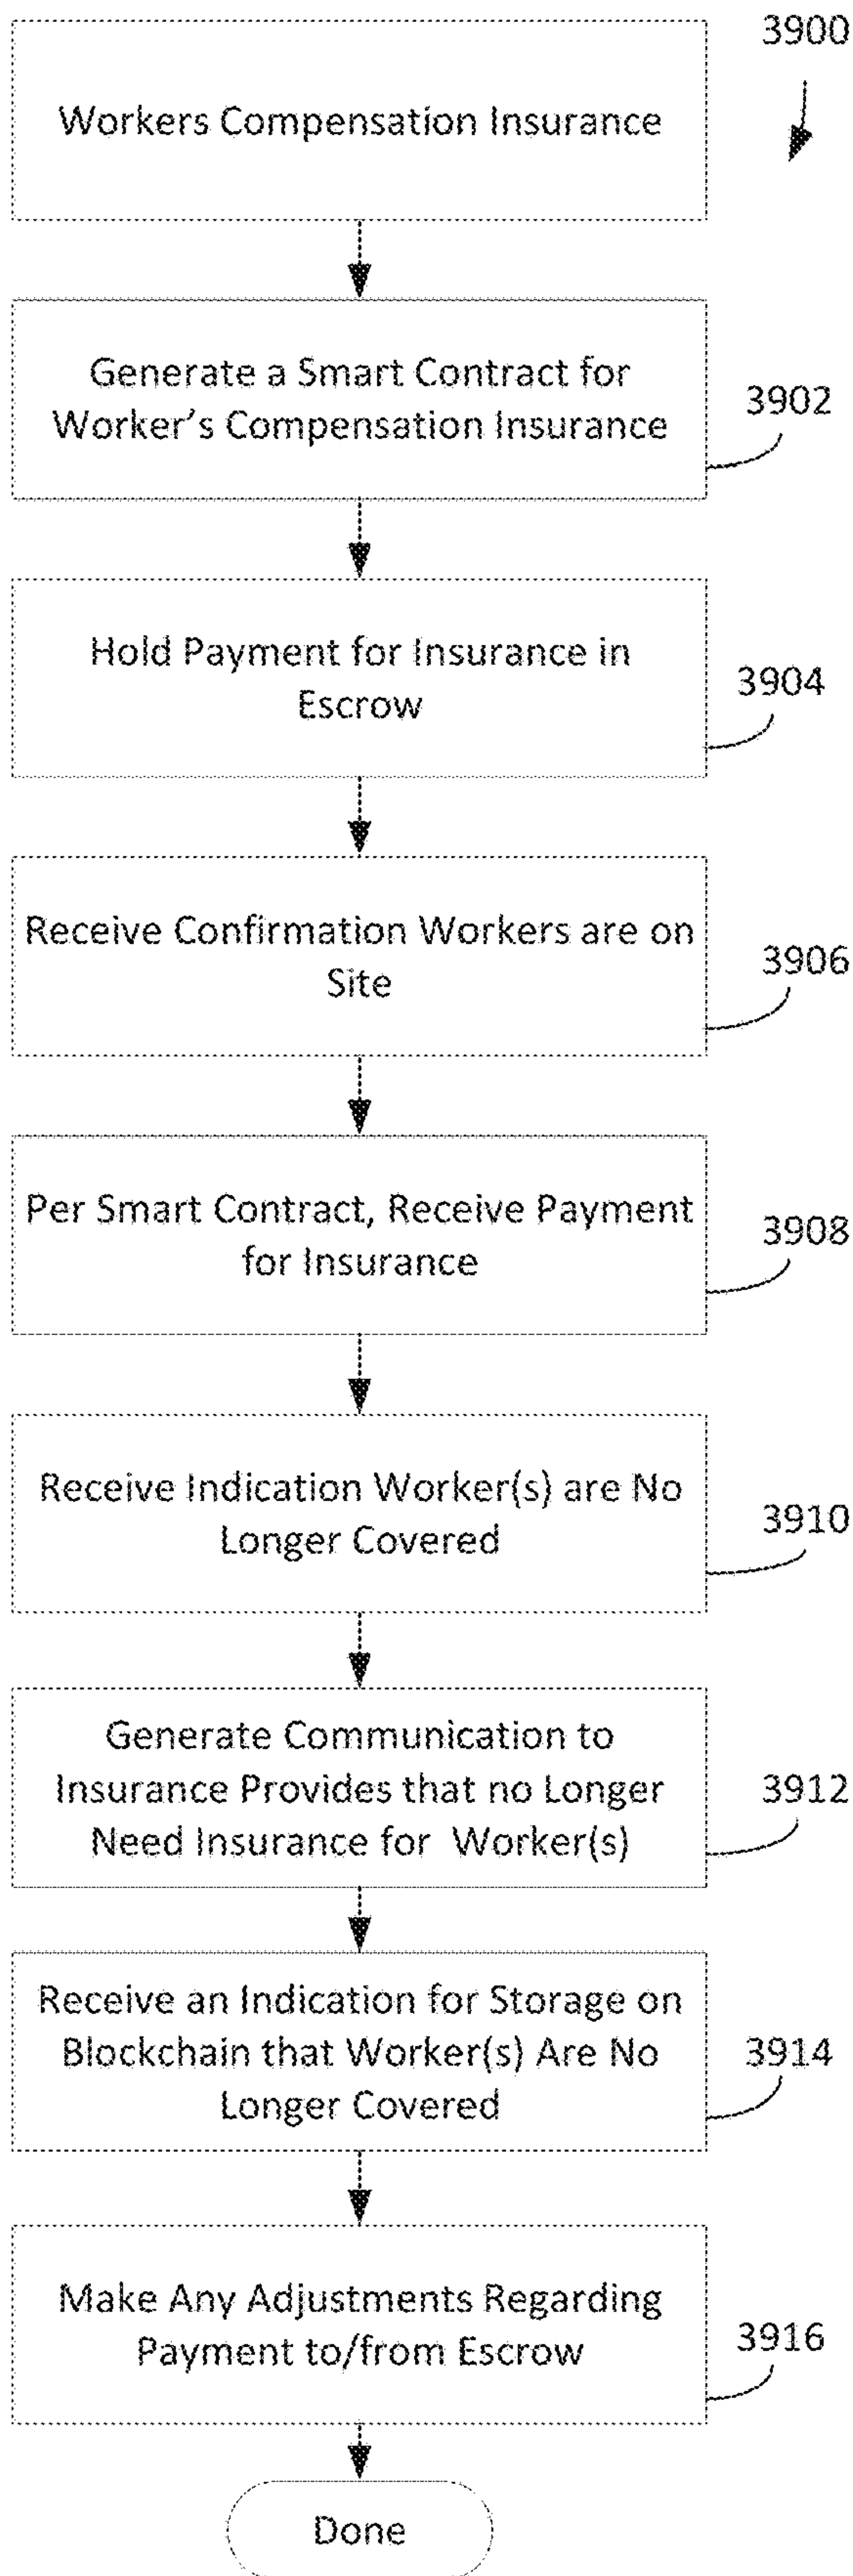 3900
Workers Compensation Insurance
Generate a Smart Contract for
Worker's Compensation Insurance
3902
Hold Payment for Insurance in
Escrow
3904
Receive Confirmation Workers are on
Site
3906
Per Smart Contract, Receive Payment
for Insurance
3908
Receive Indication Worker(s) are No
Longer Covered
3910
Generate Communication to
Insurance Provides that no Longer
Need Insurance for Worker(s)
3912
Receive an Indication for Storage on
Blockchain that Worker(s) Are No
Longer Covered
3914
Make Any Adjustments Regarding
Payment to/from Escrow
3916
Done